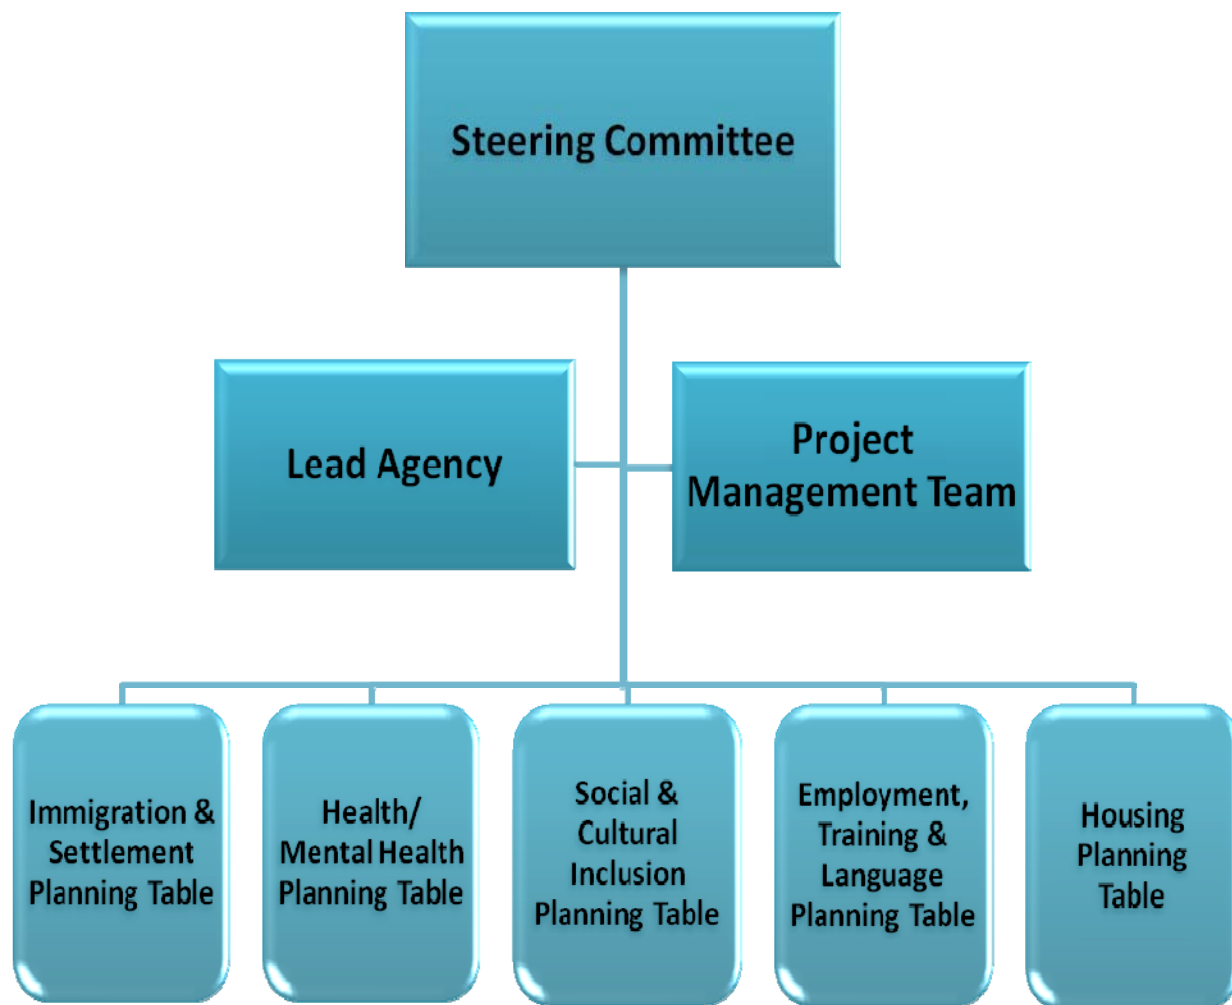 Steering Committee
Lead Agency
Project
Management Team
Immigration &
Settlement
Planning Table
Health/
Mental Health
Planning Table
Social &
Cultural
Inclusion
Planning Table
Employment,
Training &
Language
Planning Table
Housing
Planning
Table